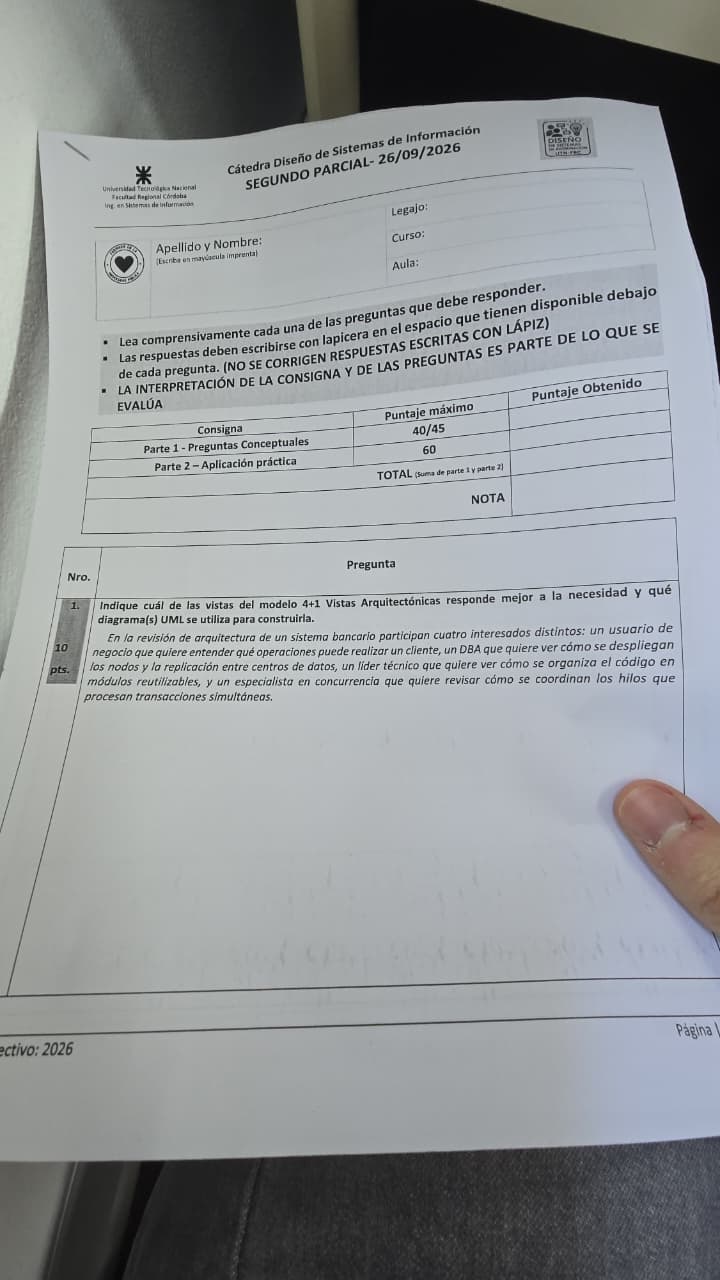 Universidad Tecnológica Nacional
Facultad Regional Córdoba
Ing. en Sistemas de Información
Cátedra Diseño de Sistemas de Información
SEGUNDO PARCIAL- 26/09/2026
DISEÑO
Apellido y Nombre:
(Escriba en mayúscula imprenta)
Legajo:
Curso:
Aula:
▪ Lea comprensivamente cada una de las preguntas que debe responder.
▪ Las respuestas deben escribirse con lapicera en el espacio que tienen disponible debajo
de cada pregunta. (NO SE CORRIGEN RESPUESTAS ESCRITAS CON LÁPIZ)
▪ LA INTERPRETACIÓN DE LA CONSIGNA Y DE LAS PREGUNTAS ES PARTE DE LO QUE SE
EVALÚA
Consigna Puntaje máximo Puntaje Obtenido
Parte 1 - Preguntas Conceptuales 40/45
Parte 2 – Aplicación práctica 60
TOTAL (Suma de parte 1 y parte 2)
NOTA
Nro. Pregunta
1. Indique cuál de las vistas del modelo 4+1 Vistas Arquitectónicas responde mejor a la necesidad y qué
diagrama(s) UML se utiliza para construirla.
10
pts.
En la revisión de arquitectura de un sistema bancario participan cuatro interesados distintos: un usuario de
negocio que quiere entender qué operaciones puede realizar un cliente, un DBA que quiere ver cómo se despliegan
los nodos y la replicación entre centros de datos, un líder técnico que quiere ver cómo se organiza el código en
módulos reutilizables, y un especialista en concurrencia que quiere revisar cómo se coordinan los hilos que
procesan transacciones simultáneas.
ectivo: 2026
Página |